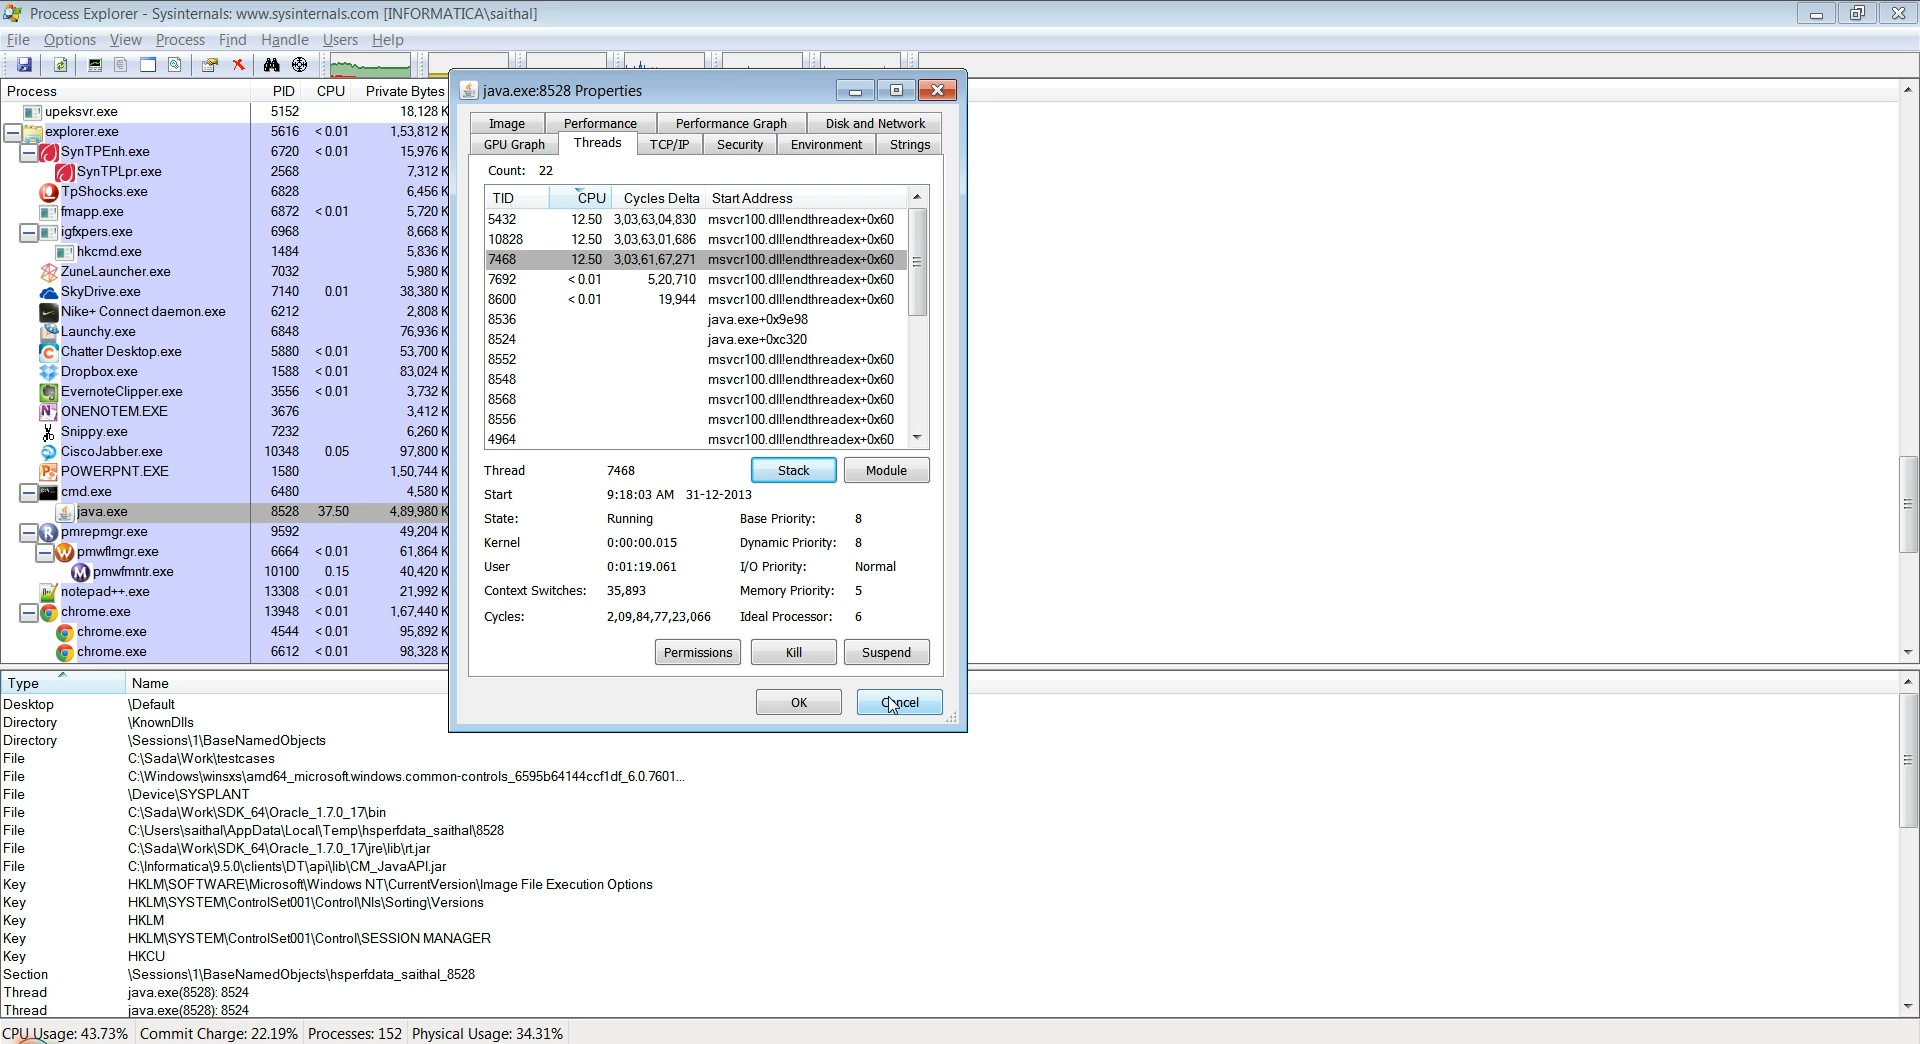 Process Explorer - Sysinternals: www.sysinternals.com [INFORMATICA\saithal]
File Options View Process Find Handle Users Help
Process PID CPU Private Bytes
upeksvr.exe 5152 18,128 K
explorer.exe 5616 < 0.01 1,53,812 K
SynTPEnh.exe 6720 < 0.01 15,976 K
SynTPLpr.exe 2568 7,312 K
TpShocks.exe 6828 6,456 K
fmapp.exe 6872 < 0.01 5,720 K
igfxpers.exe 6968 8,668 K
hkcmd.exe 1484 5,836 K
ZuneLauncher.exe 7032 5,980 K
SkyDrive.exe 7140 0.01 38,380 K
Nike+ Connect daemon.exe 6212 2,808 K
Launchy.exe 6848 76,936 K
Chatter Desktop.exe 5880 < 0.01 53,700 K
Dropbox.exe 1588 < 0.01 83,024 K
EvernoteClipper.exe 3556 < 0.01 3,732 K
ONENOTEM.EXE 3676 3,412 K
Snippy.exe 7232 6,260 K
CiscoJabber.exe 10348 0.05 97,800 K
POWERPNT.EXE 1580 1,50,744 K
cmd.exe 6480 4,580 K
java.exe 8528 37.50 4,89,980 K
pmrepmgr.exe 9592 49,204 K
pmwflmgr.exe 6664 < 0.01 61,864 K
pmwfmntr.exe 10100 0.15 40,420 K
notepad++.exe 13308 < 0.01 21,992 K
chrome.exe 13948 < 0.01 1,67,440 K
chrome.exe 4544 < 0.01 95,892 K
chrome.exe 6612 < 0.01 98,328 K
java.exe:8528 Properties
Image Performance Performance Graph Disk and Network
GPU Graph Threads TCP/IP Security Environment Strings
Count: 22
TID CPU Cycles Delta Start Address
5432 12.50 3,03,63,04,830 msvcr100.dll!endthreadex+0x60
10828 12.50 3,03,63,01,686 msvcr100.dll!endthreadex+0x60
7468 12.50 3,03,61,67,271 msvcr100.dll!endthreadex+0x60
7692 < 0.01 5,20,710 msvcr100.dll!endthreadex+0x60
8600 < 0.01 19,944 msvcr100.dll!endthreadex+0x60
8536 java.exe+0x9e98
8524 java.exe+0xc320
8552 msvcr100.dll!endthreadex+0x60
8548 msvcr100.dll!endthreadex+0x60
8568 msvcr100.dll!endthreadex+0x60
8556 msvcr100.dll!endthreadex+0x60
4964 msvcr100.dll!endthreadex+0x60
Thread 7468 Stack Module
Start 9:18:03 AM 31-12-2013
State: Running Base Priority: 8
Kernel 0:00:00.015 Dynamic Priority: 8
User 0:01:19.061 I/O Priority: Normal
Context Switches: 35,893 Memory Priority: 5
Cycles: 2,09,84,77,23,066 Ideal Processor: 6
Permissions Kill Suspend
OK Cancel
Type Name
Desktop \Default
Directory \KnownDlls
Directory \Sessions\1\BaseNamedObjects
File C:\Sada\Work\testcases
File C:\Windows\winsxs\amd64_microsoft.windows.common-controls_6595b64144ccf1df_6.0.7601...
File \Device\SYSPLANT
File C:\Sada\Work\SDK_64\Oracle_1.7.0_17\bin
File C:\Users\saithal\AppData\Local\Temp\hsperfdata_saithal\8528
File C:\Sada\Work\SDK_64\Oracle_1.7.0_17\jre\lib\rt.jar
File C:\Informatica\9.5.0\clients\DT\api\lib\CM_JavaAPI.jar
Key HKLM\SOFTWARE\Microsoft\Windows NT\CurrentVersion\Image File Execution Options
Key HKLM\SYSTEM\ControlSet001\Control\Nls\Sorting\Versions
Key HKLM
Key HKLM\SYSTEM\ControlSet001\Control\SESSION MANAGER
Key HKCU
Section \Sessions\1\BaseNamedObjects\hsperfdata_saithal_8528
Thread java.exe(8528): 8524
Thread java.exe(8528): 8524
CPU Usage: 43.73% Commit Charge: 22.19% Processes: 152 Physical Usage: 34.31%